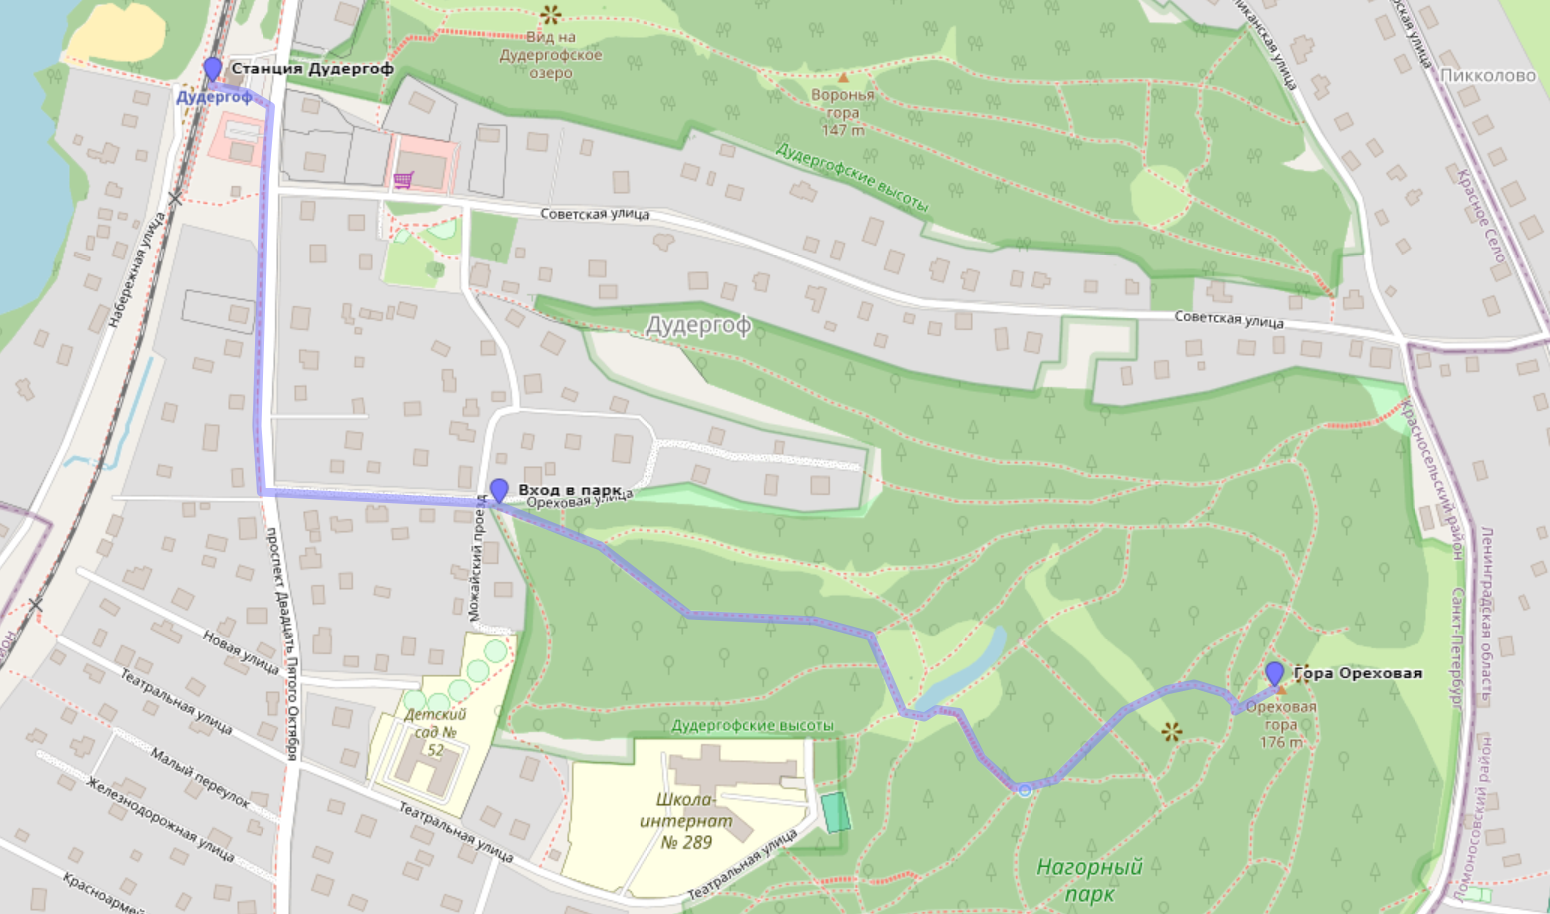 Вид на
Дудергофское
озеро
Станция Дудергоф
Дудергоф
Воронья
гора
147 m
Пикколово
Дудергофские высоты
Красное Село
Набережная улица
Советская улица
Дудергоф
Советская улица
Красносельский район
Вход в парк
Ореховая улица
Можайский проезд
проспект Двадцать Пятого Октября
Ленинградская область
Санкт-Петербург
Новая улица
Театральная улица
Гора Ореховая
Ореховая
гора
176 m
Детский
сад №
52
Дудергофские высоты
Малый переулок
Железнодорожная улица
Театральная улица
Школа-
интернат
№ 289
Театральная улица
Ломоносовский район
Нагорный
парк